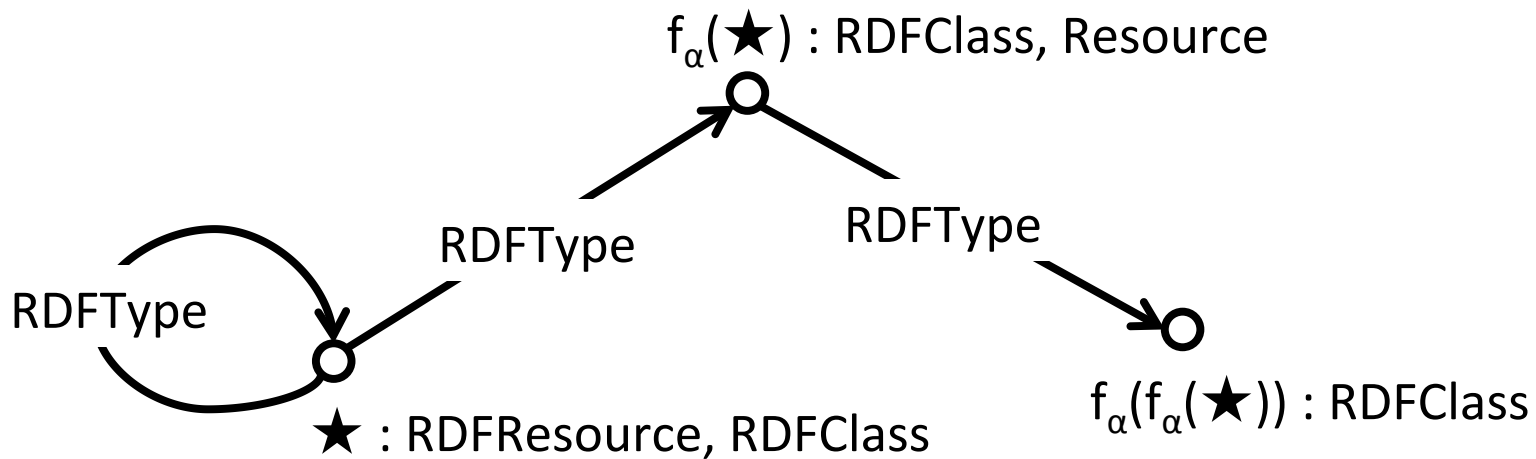 fα(★) : RDFClass, Resource
RDFType
RDFType
RDFType
fα(fα(★)) : RDFClass
★ : RDFResource, RDFClass